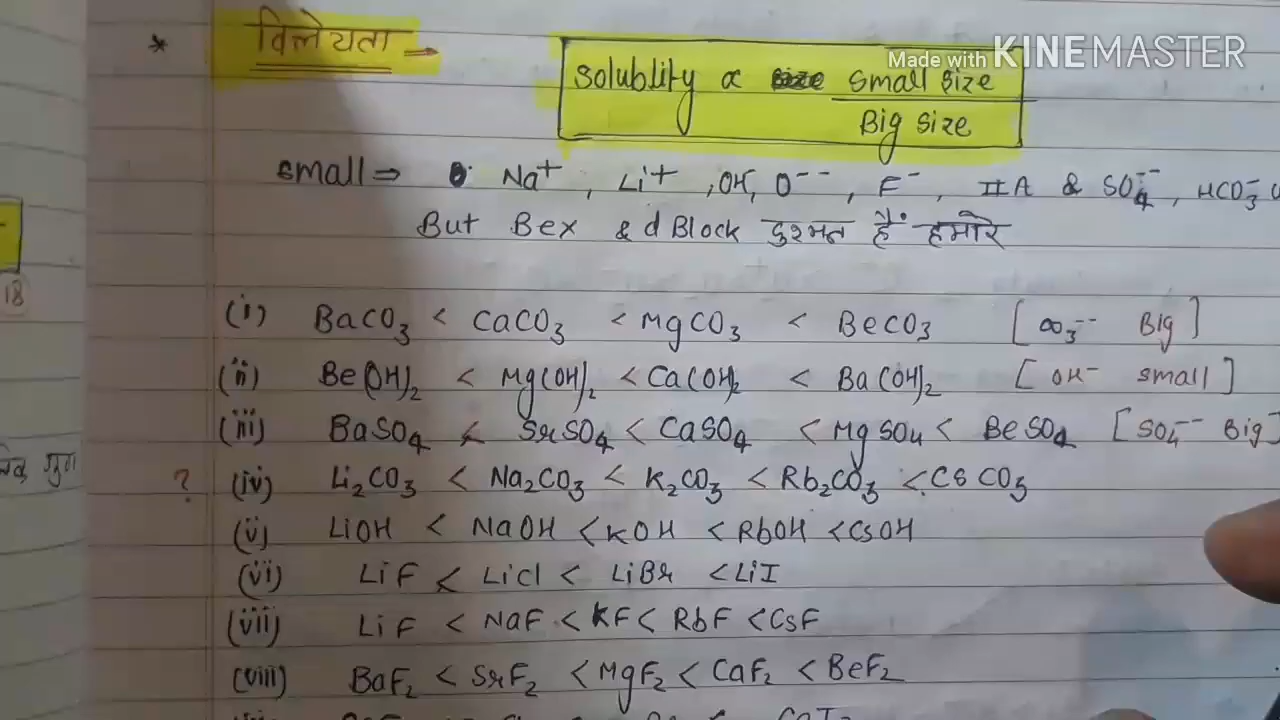 Made with KINEMASTER
* विलेयता →
Solublity α small size
Big size
small ⇒ Na⁺, Li⁺, OH⁻, O⁻⁻, F⁻, IIA & SO₄⁻⁻, HCO₃⁻
But Bex & d Block दुश्मन हैं हमारे
18
(i) BaCO₃ < CaCO₃ < MgCO₃ < BeCO₃ [CO₃⁻⁻ Big]
(ii) Be(OH)₂ < Mg(OH)₂ < Ca(OH)₂ < Ba(OH)₂ [OH⁻ small]
(iii) BaSO₄ < SrSO₄ < CaSO₄ < MgSO₄ < BeSO₄ [SO₄⁻⁻ Big]
? (iv) Li₂CO₃ < Na₂CO₃ < K₂CO₃ < Rb₂CO₃ < CsCO₃
(v) LiOH < NaOH < KOH < RbOH < CsOH
(vi) LiF < LiCl < LiBr < LiI
(vii) LiF < NaF < KF < RbF < CsF
(viii) BaF₂ < SrF₂ < MgF₂ < CaF₂ < BeF₂